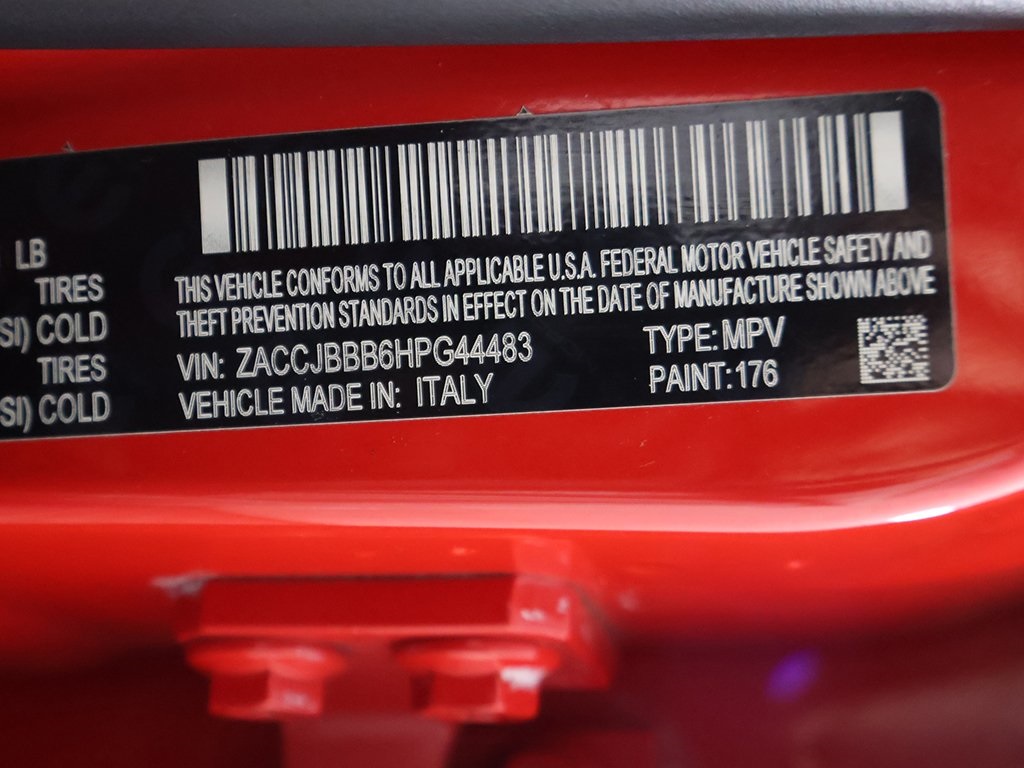 LB
TIRES
SI) COLD
TIRES
SI) COLD
THIS VEHICLE CONFORMS TO ALL APPLICABLE U.S.A. FEDERAL MOTOR VEHICLE SAFETY AND
THEFT PREVENTION STANDARDS IN EFFECT ON THE DATE OF MANUFACTURE SHOWN ABOVE
VIN: ZACCJBBB6HPG44483 TYPE: MPV
VEHICLE MADE IN: ITALY PAINT: 176